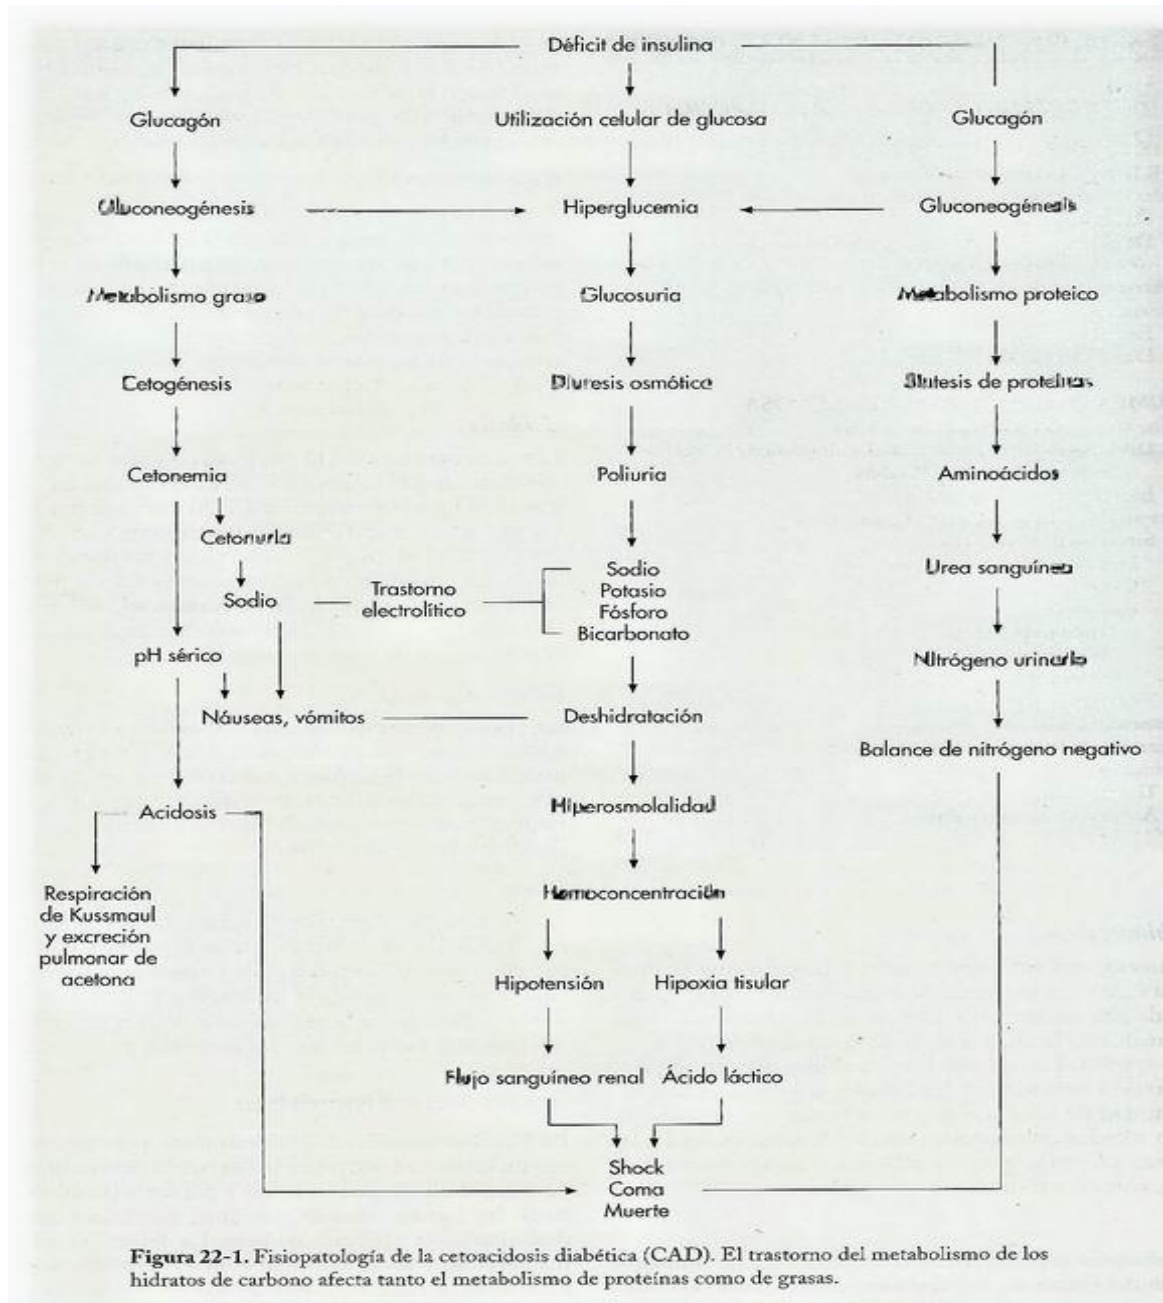 Déficit de insulina
Glucagón
Utilización celular de glucosa
Glucagón
Gluconeogénesis
Hiperglucemia
Gluconeogénesis
Metabolismo graso
Glucosuria
Metabolismo proteico
Cetogénesis
Diuresis osmótica
Síntesis de proteínas
Cetonemia
Poliuria
Aminoácidos
Cetonuria
Urea sanguínea
Sodio
Trastorno
electrolítico
Sodio
Potasio
Fósforo
Bicarbonato
pH sérico
Nitrógeno urinario
Náuseas, vómitos
Deshidratación
Balance de nitrógeno negativo
Hiperosmolalidad
Acidosis
Hemoconcentración
Respiración
de Kussmaul
y excreción
pulmonar de
acetona
Hipotensión
Hipoxia tisular
Flujo sanguíneo renal
Ácido láctico
Shock
Coma
Muerte
Figura 22-1. Fisiopatología de la cetoacidosis diabética (CAD). El trastorno del metabolismo de los
hidratos de carbono afecta tanto el metabolismo de proteínas como de grasas.